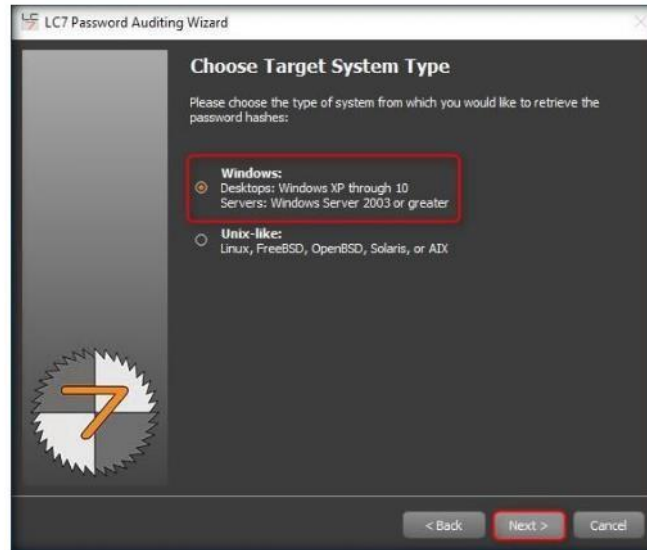 LC7 Password Auditing Wizard
Choose Target System Type
Please choose the type of system from which you would like to retrieve the
password hashes:
Windows:
Desktops: Windows XP through 10
Servers: Windows Server 2003 or greater
Unix-like:
Linux, FreeBSD, OpenBSD, Solaris, or AIX
7
< Back
Next >
Cancel